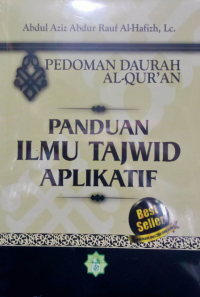 Abdul Aziz Abdur Rauf Al-Hafizh, Lc.
PEDOMAN DAURAH
AL-QUR'AN
PANDUAN
ILMU TAJWID
APLIKATIF
Best
Seller